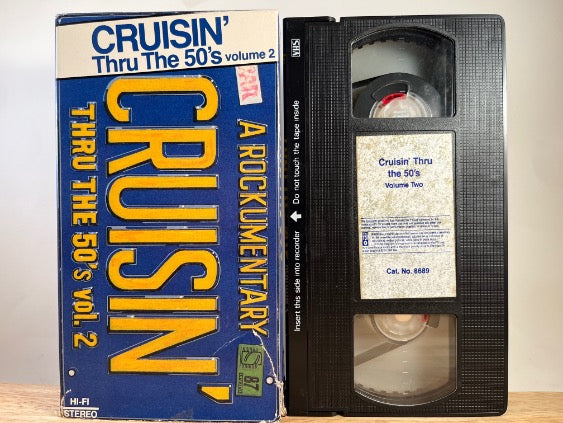 CRUISIN'
Thru The 50's volume 2
A ROCKUMENTARY
CRUISIN'
THRU THE 50's vol. 2
HI-FI
STEREO
87
VHS
Do not touch the tape inside
Insert this side into recorder
Cruisin' Thru
the 50's
Volume Two
Cat. No. 8689